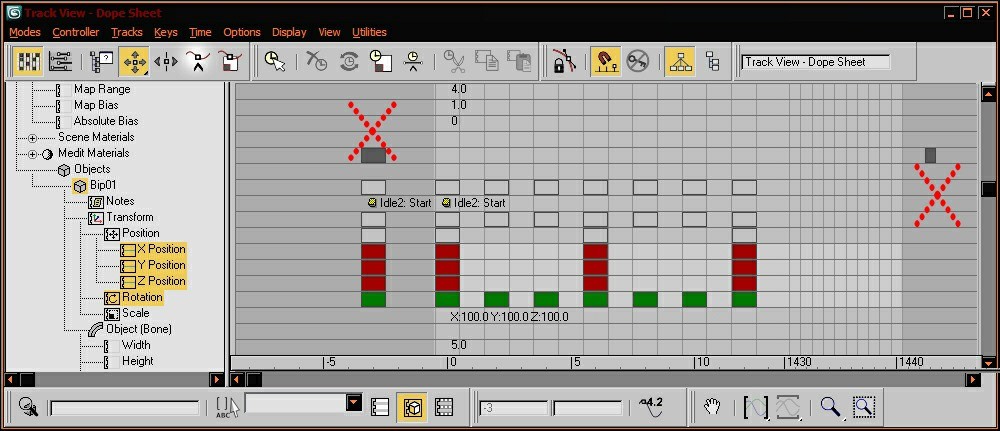 Track View - Dope Sheet
Modes Controller Tracks Keys Time Options Display View Utilities
Track View - Dope Sheet
Map Range
4.0
Map Bias
1.0
Absolute Bias
0
Scene Materials
Medit Materials
Objects
Bip01
Notes
Idle2: Start Idle2: Start
Transform
Position
X Position
Y Position
Z Position
Rotation
Scale
X:100.0 Y:100.0 Z:100.0
Object (Bone)
Width
5.0
Height
-5 0 5 10 1430 1440
ABC
-3
4.2